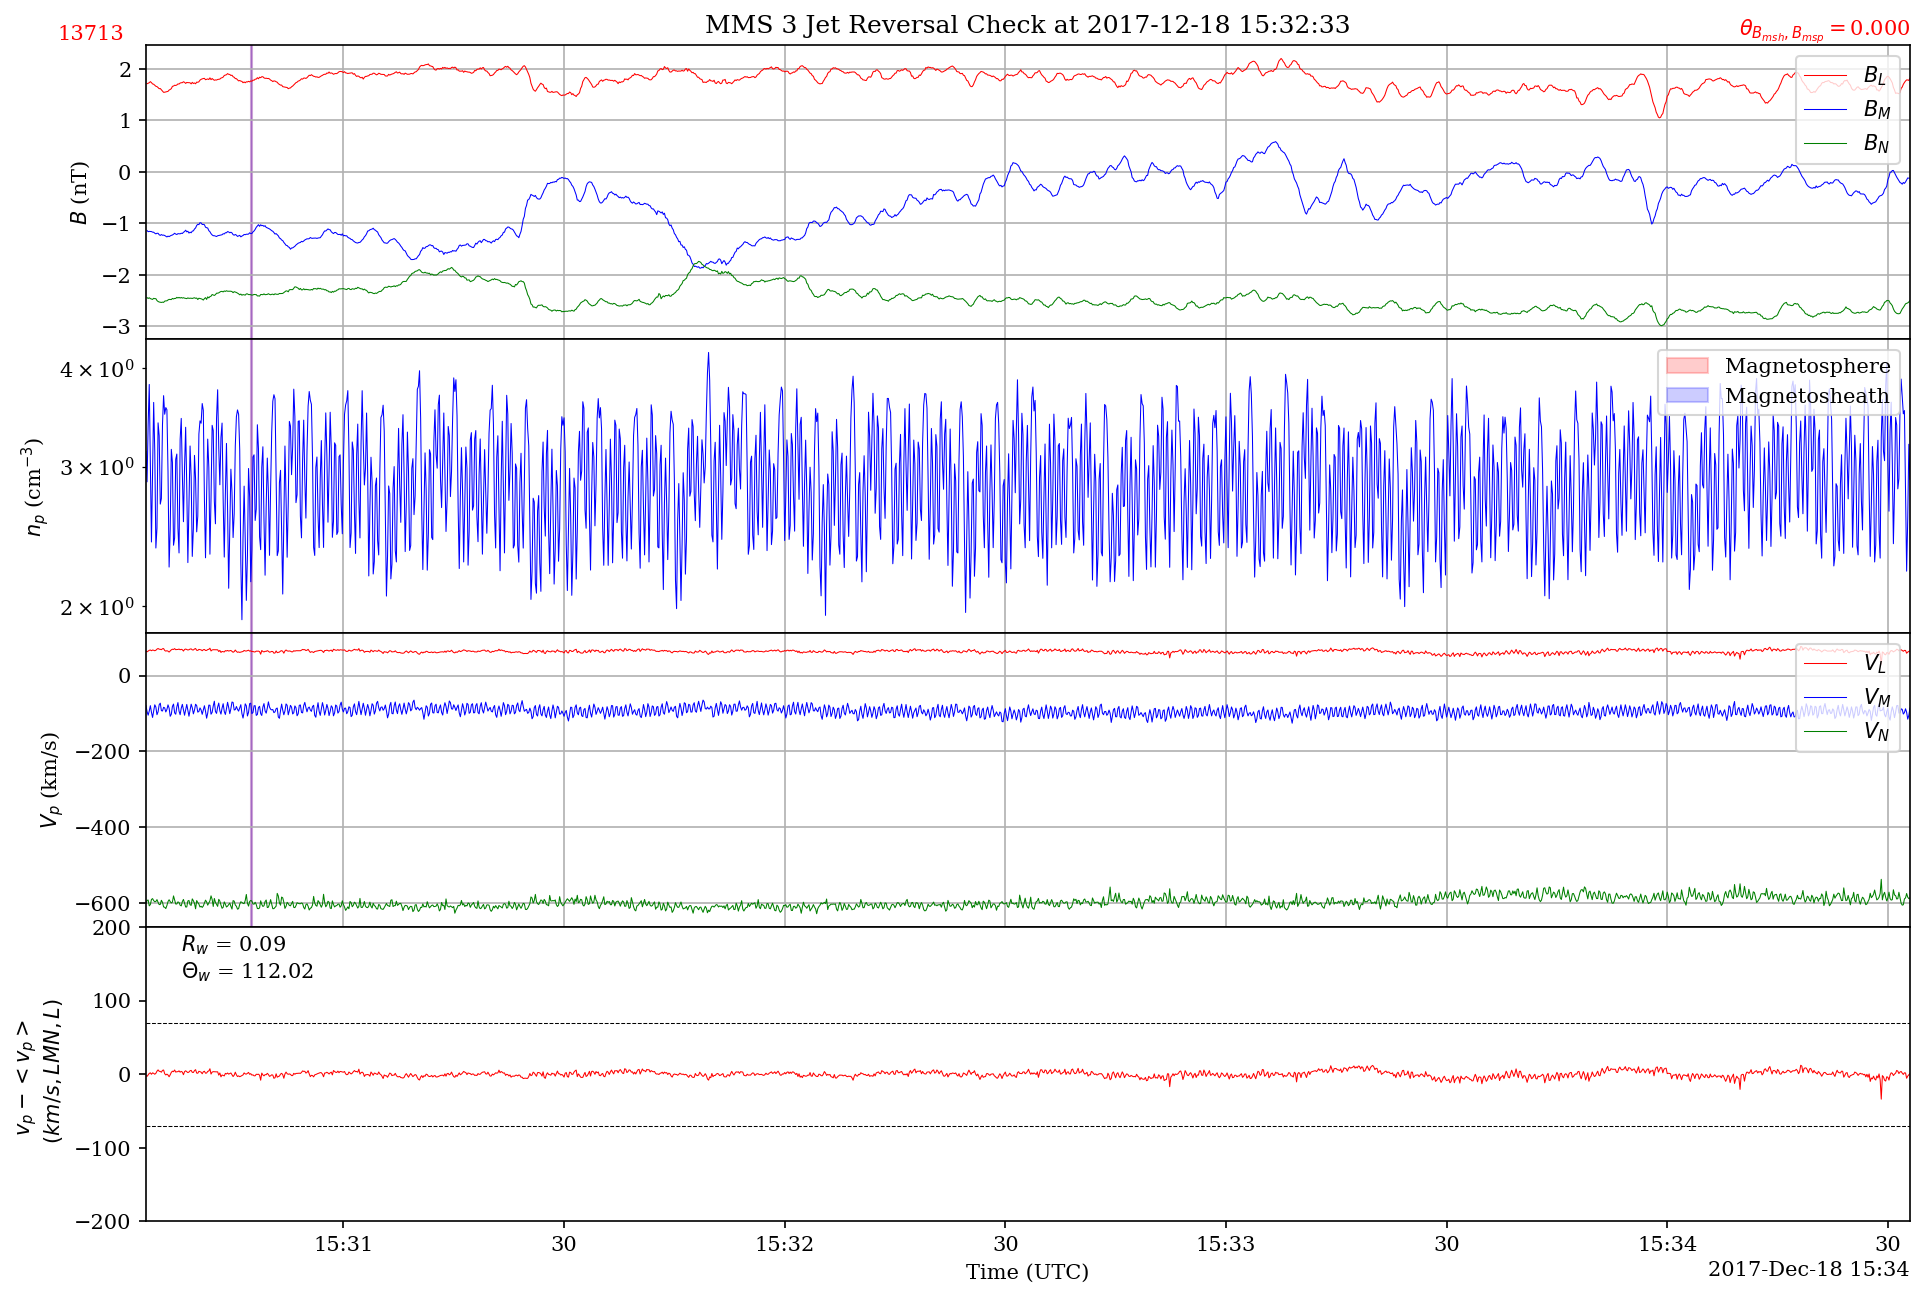 MMS 3 Jet Reversal Check at 2017-12-18 15:32:33
13713
θ_{B_{msh}, B_{msp}} = 0.000
B (nT)
2
1
0
−1
−2
−3
B_L
B_M
B_N
n_p (cm⁻³)
4 × 10⁰
3 × 10⁰
2 × 10⁰
Magnetosphere
Magnetosheath
V_p (km/s)
0
−200
−400
−600
V_L
V_M
V_N
v_p − < v_p >
(km/s, LMN, L)
200
100
0
−100
−200
R_w = 0.09
Θ_w = 112.02
15:31 30 15:32 30 15:33 30 15:34 30
Time (UTC)
2017-Dec-18 15:34